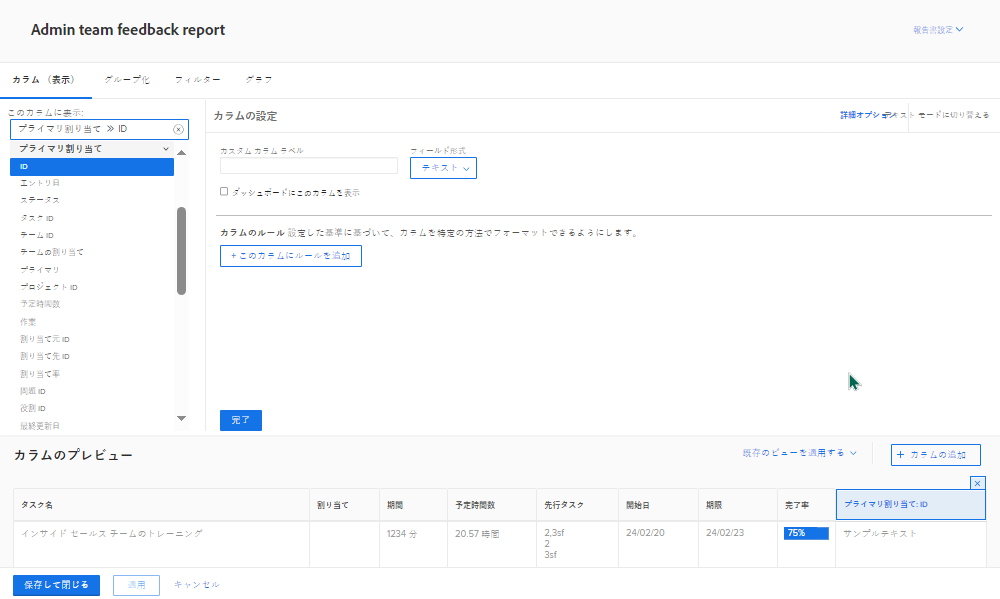 Admin team feedback report
報告書設定
カラム （表示）
グループ化
フィルター
グラフ
このカラムに表示:
プライマリ割り当て ≫ ID
プライマリ割り当て
ID
エントリ日
ステータス
タスク ID
チーム ID
チームの割り当て
プライマリ
プロジェクト ID
予定時間数
作業
割り当て元 ID
割り当て先 ID
割り当て率
問題 ID
役割 ID
最終更新日
カラムの設定
詳細オプション
テキスト モードに切り替える
カスタム カラム ラベル
フィールド形式
テキスト
ダッシュボードにこのカラムを表示
カラムのルール 設定した基準に基づいて、カラムを特定の方法でフォーマットできるようにします。
+ このカラムにルールを追加
完了
カラムのプレビュー
既存のビューを適用する
+ カラムの追加
タスク名
割り当て
期間
予定時間数
先行タスク
開始日
期限
完了率
プライマリ割り当て: ID
インサイド セールス チームのトレーニング
1234 分
20.57 時間
2,3sf
2
3sf
24/02/20
24/02/23
75%
サンプルテキスト
保存して閉じる
適用
キャンセル